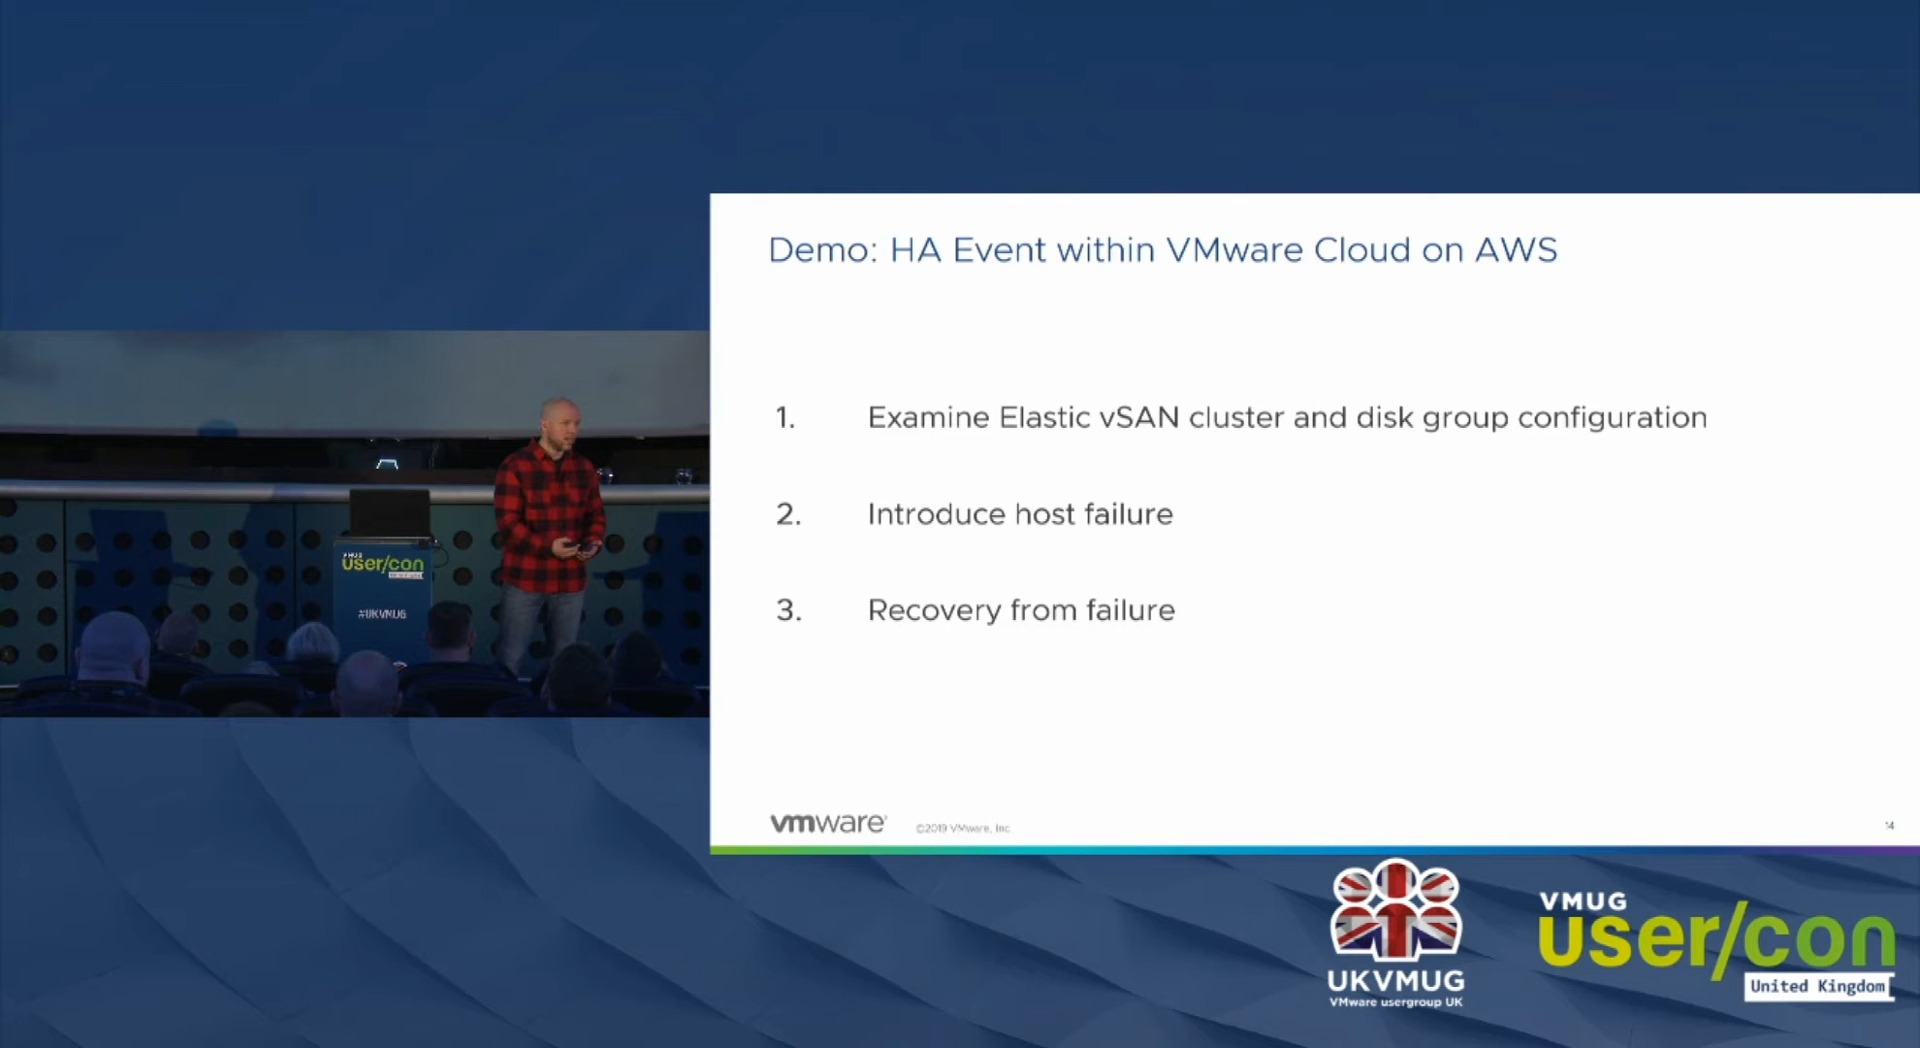 Demo: HA Event within VMware Cloud on AWS
1. Examine Elastic vSAN cluster and disk group configuration
2. Introduce host failure
3. Recovery from failure
vmware®
©2019 VMware, Inc.
14
VMUG
user/con
#UKVMUG
UKVMUG
VMware usergroup UK
VMUG
user/con
United Kingdom